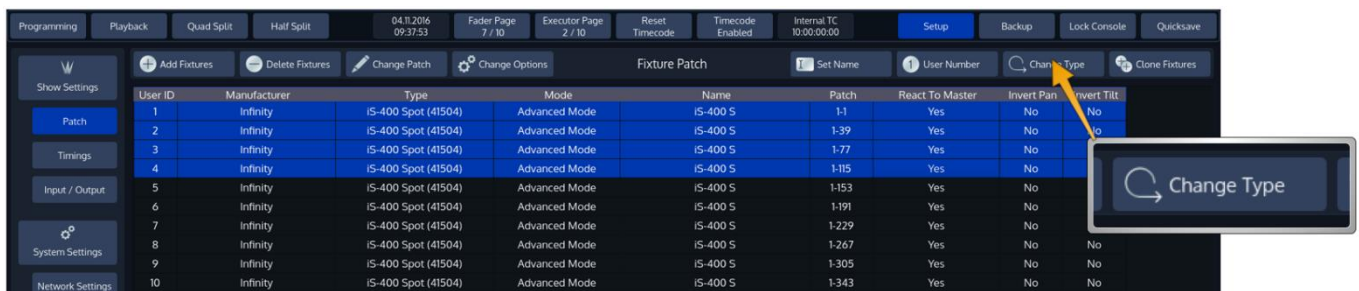 Programming Playback Quad Split Half Split 04.11.2016 09:37:53 Fader Page 7 / 10 Executor Page 2 / 10 Reset Timecode Timecode Enabled Internal TC 10:00:00:00 Setup Backup Lock Console Quicksave
Show Settings
Patch
Timings
Input / Output
System Settings
Network Settings
Add Fixtures Delete Fixtures Change Patch Change Options Fixture Patch Set Name 1 User Number Change Type Clone Fixtures
User ID Manufacturer Type Mode Name Patch React To Master Invert Pan Invert Tilt
1 Infinity iS-400 Spot (41504) Advanced Mode iS-400 S 1-1 Yes No No
2 Infinity iS-400 Spot (41504) Advanced Mode iS-400 S 1-39 Yes No No
3 Infinity iS-400 Spot (41504) Advanced Mode iS-400 S 1-77 Yes No
4 Infinity iS-400 Spot (41504) Advanced Mode iS-400 S 1-115 Yes No
5 Infinity iS-400 Spot (41504) Advanced Mode iS-400 S 1-153 Yes No
6 Infinity iS-400 Spot (41504) Advanced Mode iS-400 S 1-191 Yes No
7 Infinity iS-400 Spot (41504) Advanced Mode iS-400 S 1-229 Yes No
8 Infinity iS-400 Spot (41504) Advanced Mode iS-400 S 1-267 Yes No No
9 Infinity iS-400 Spot (41504) Advanced Mode iS-400 S 1-305 Yes No No
10 Infinity iS-400 Spot (41504) Advanced Mode iS-400 S 1-343 Yes No No
Change Type